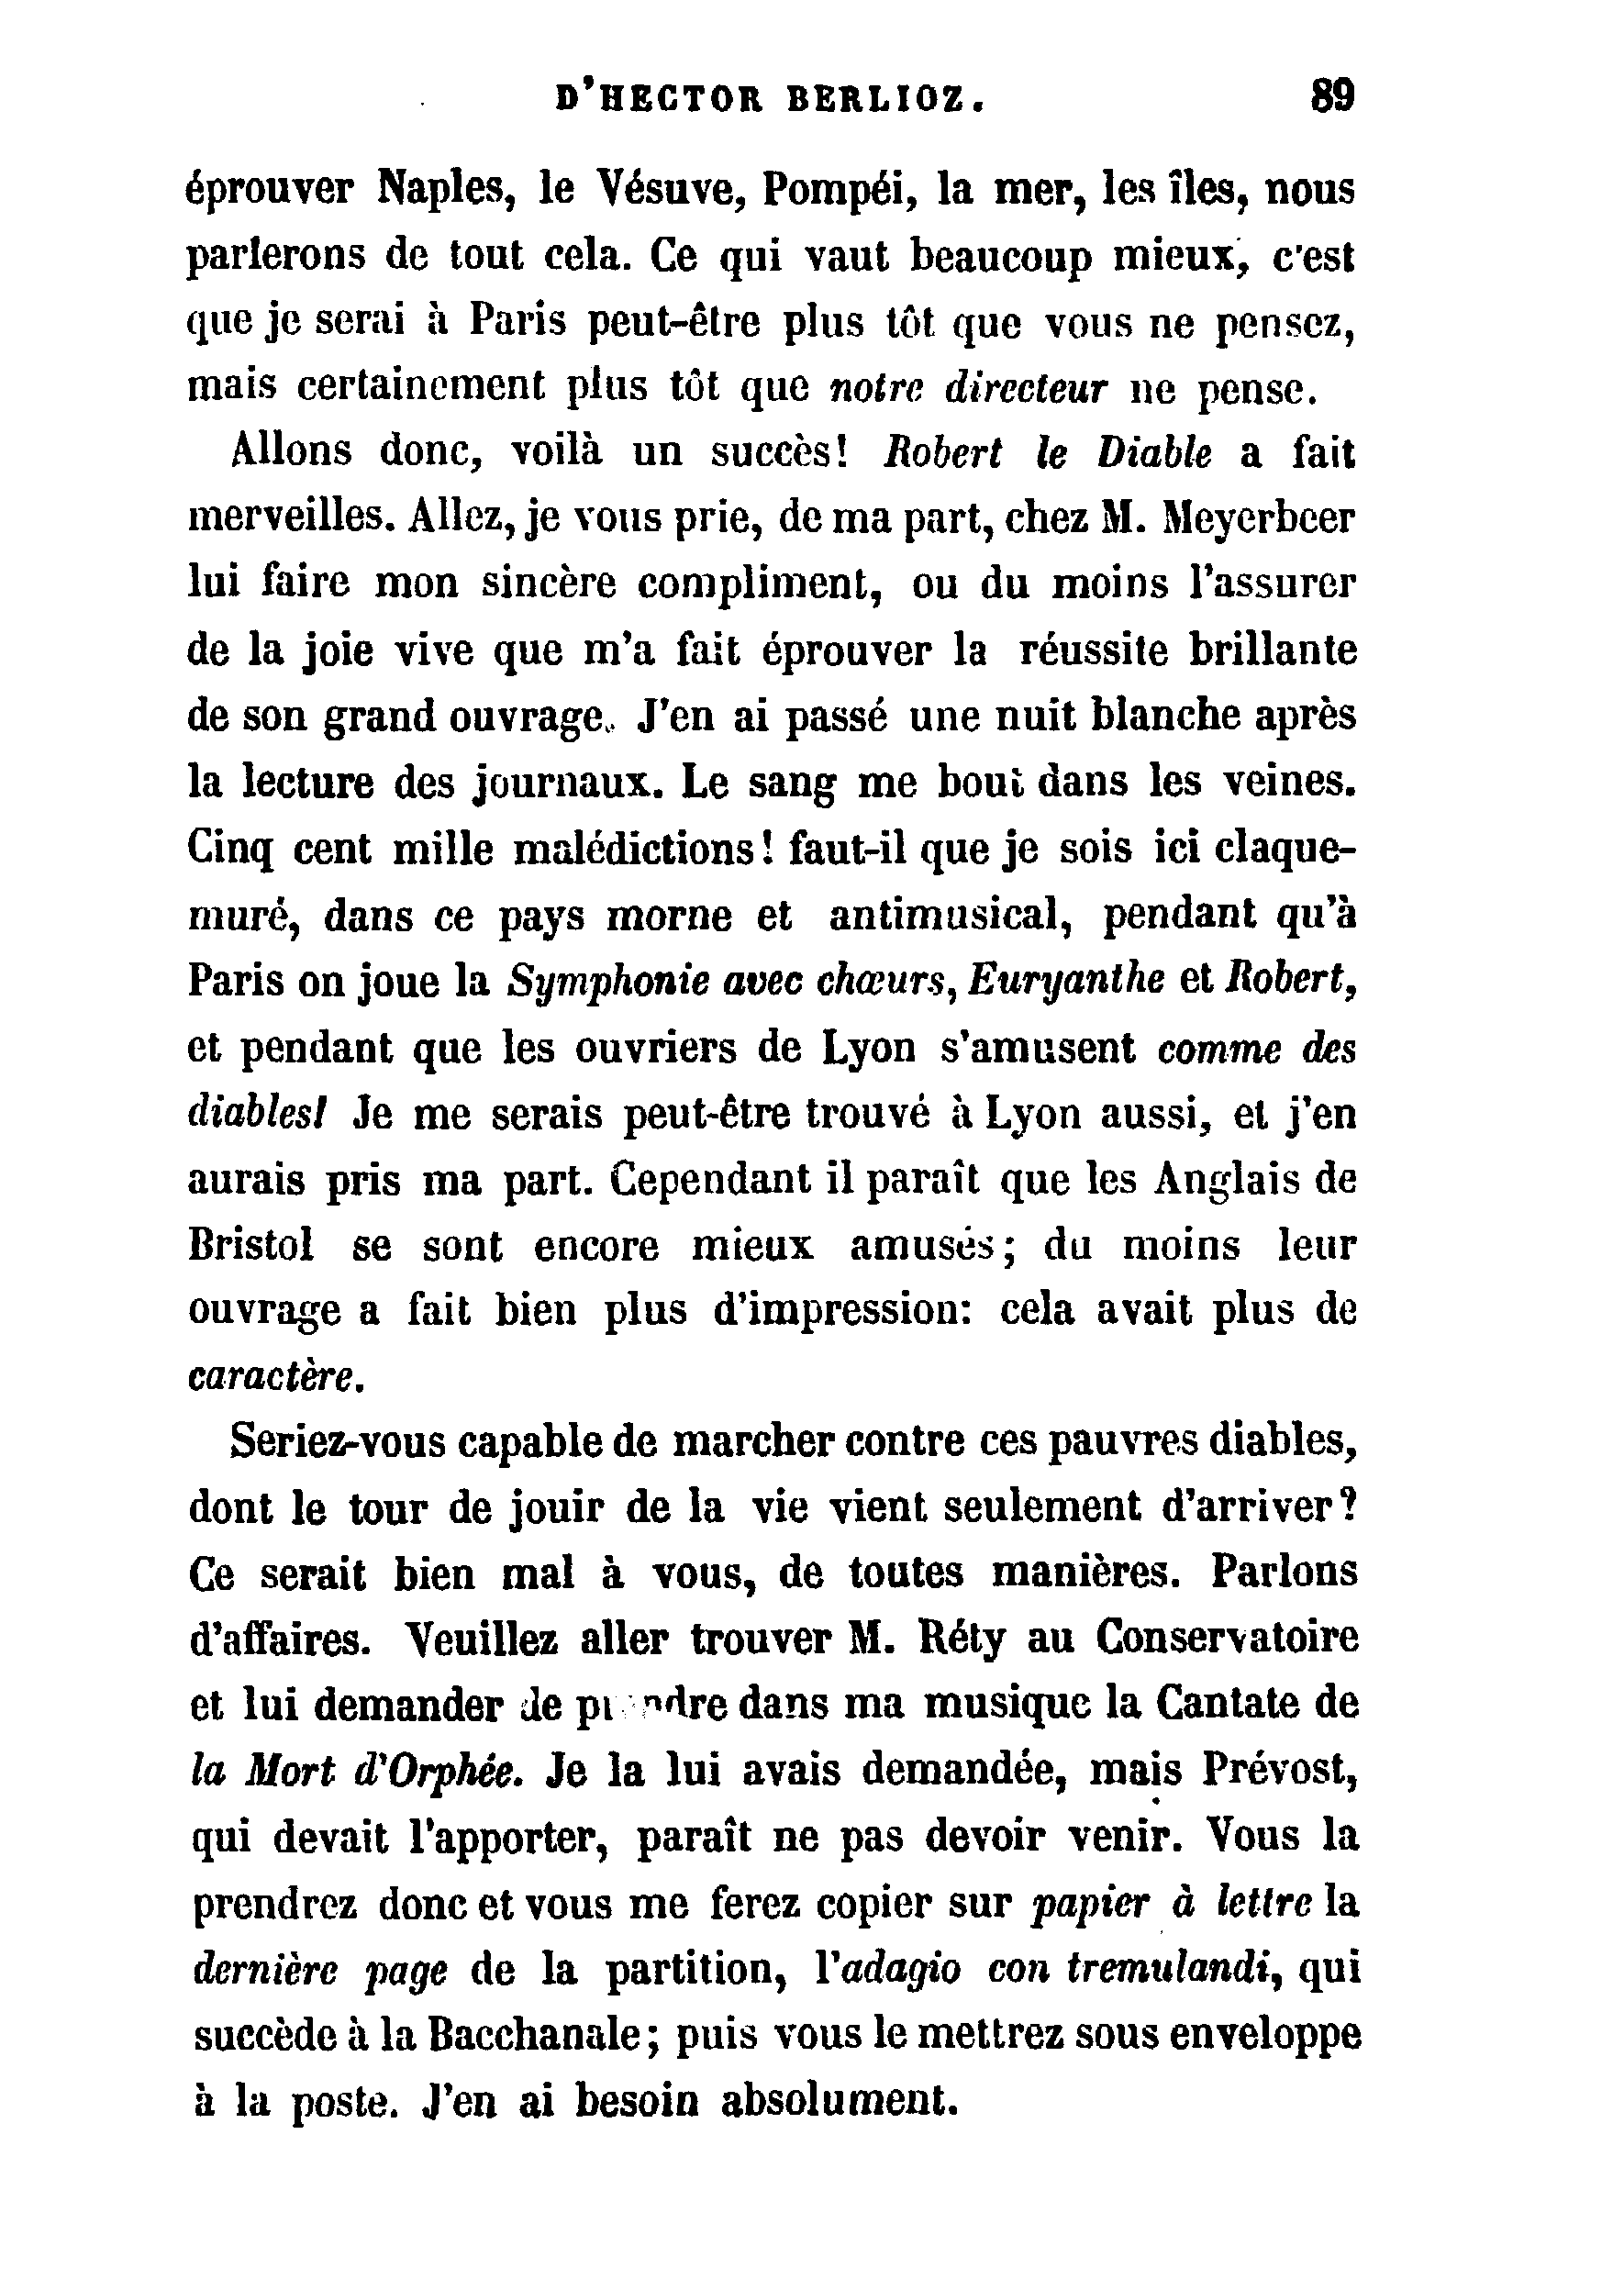 D'HECTOR BERLIOZ. 89
éprouver Naples, le Vésuve, Pompéi, la mer, les îles, nous
parlerons de tout cela. Ce qui vaut beaucoup mieux, c'est
que je serai à Paris peut-être plus tôt que vous ne pensez,
mais certainement plus tôt que notre directeur ne pense.
Allons donc, voilà un succès! Robert le Diable a fait
merveilles. Allez, je vous prie, de ma part, chez M. Meyerbeer
lui faire mon sincère compliment, ou du moins l'assurer
de la joie vive que m'a fait éprouver la réussite brillante
de son grand ouvrage. J'en ai passé une nuit blanche après
la lecture des journaux. Le sang me bout dans les veines.
Cinq cent mille malédictions! faut-il que je sois ici claque-
muré, dans ce pays morne et antimusical, pendant qu'à
Paris on joue la Symphonie avec chœurs, Euryanthe et Robert,
et pendant que les ouvriers de Lyon s'amusent comme des
diables! Je me serais peut-être trouvé à Lyon aussi, et j'en
aurais pris ma part. Cependant il paraît que les Anglais de
Bristol se sont encore mieux amusés; du moins leur
ouvrage a fait bien plus d'impression: cela avait plus de
caractère.
Seriez-vous capable de marcher contre ces pauvres diables,
dont le tour de jouir de la vie vient seulement d'arriver?
Ce serait bien mal à vous, de toutes manières. Parlons
d'affaires. Veuillez aller trouver M. Réty au Conservatoire
et lui demander de dans ma musique la Cantate de
la Mort d'Orphée. Je la lui avais demandée, mais Prévost,
qui devait l'apporter, paraît ne pas devoir venir. Vous la
prendrez donc et vous me ferez copier sur papier à lettre la
dernière page de la partition, l'adagio con tremulandi, qui
succède à la Bacchanale; puis vous le mettrez sous enveloppe
à la poste. J'en ai besoin absolument.